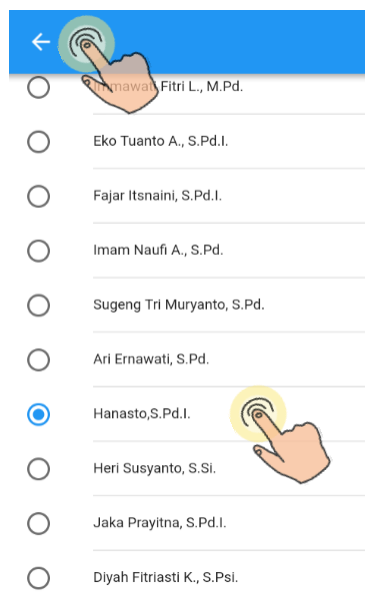 Immawati Fitri L., M.Pd.
Eko Tuanto A., S.Pd.I.
Fajar Itsnaini, S.Pd.I.
Imam Naufi A., S.Pd.
Sugeng Tri Muryanto, S.Pd.
Ari Ernawati, S.Pd.
Hanasto,S.Pd.I.
Heri Susyanto, S.Si.
Jaka Prayitna, S.Pd.I.
Diyah Fitriasti K., S.Psi.